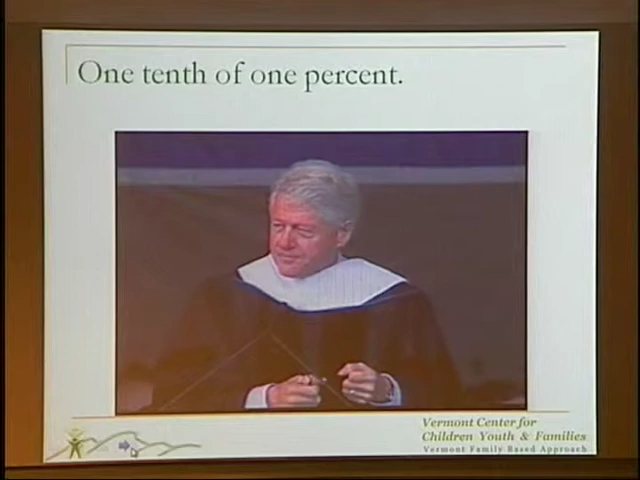 One tenth of one percent.
Vermont Center for
Children Youth & Families
Vermont Family Based Approach